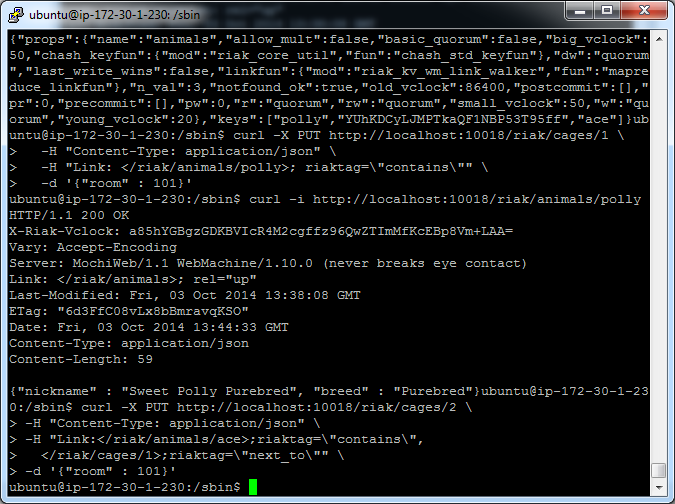 ubuntu@ip-172-30-1-230: /sbin
{"props":{"name":"animals","allow_mult":false,"basic_quorum":false,"big_vclock":
50,"chash_keyfun":{"mod":"riak_core_util","fun":"chash_std_keyfun"},"dw":"quorum
","last_write_wins":false,"linkfun":{"mod":"riak_kv_wm_link_walker","fun":"mapre
duce_linkfun"},"n_val":3,"notfound_ok":true,"old_vclock":86400,"postcommit":[],"
pr":0,"precommit":[],"pw":0,"r":"quorum","rw":"quorum","small_vclock":50,"w":"qu
orum","young_vclock":20},"keys":["polly","YUhKDCyLJMPTkaQF1NBP53T95ff","ace"]}ub
untu@ip-172-30-1-230:/sbin$ curl -X PUT http://localhost:10018/riak/cages/1 \
>   -H "Content-Type: application/json" \
>   -H "Link: </riak/animals/polly>; riaktag=\"contains\"" \
>   -d '{"room" : 101}'
ubuntu@ip-172-30-1-230:/sbin$ curl -i http://localhost:10018/riak/animals/polly
HTTP/1.1 200 OK
X-Riak-Vclock: a85hYGBgzGDKBVIcR4M2cgffz96QwZTImMfKcEBp8Vm+LAA=
Vary: Accept-Encoding
Server: MochiWeb/1.1 WebMachine/1.10.0 (never breaks eye contact)
Link: </riak/animals>; rel="up"
Last-Modified: Fri, 03 Oct 2014 13:38:08 GMT
ETag: "6d3FfC08vLx8bBmravqKSO"
Date: Fri, 03 Oct 2014 13:44:33 GMT
Content-Type: application/json
Content-Length: 59
{"nickname" : "Sweet Polly Purebred", "breed" : "Purebred"}ubuntu@ip-172-30-1-23
0:/sbin$ curl -X PUT http://localhost:10018/riak/cages/2 \
> -H "Content-Type: application/json" \
> -H "Link:</riak/animals/ace>;riaktag=\"contains\",
>   </riak/cages/1>;riaktag=\"next_to\"" \
> -d '{"room" : 101}'
ubuntu@ip-172-30-1-230:/sbin$